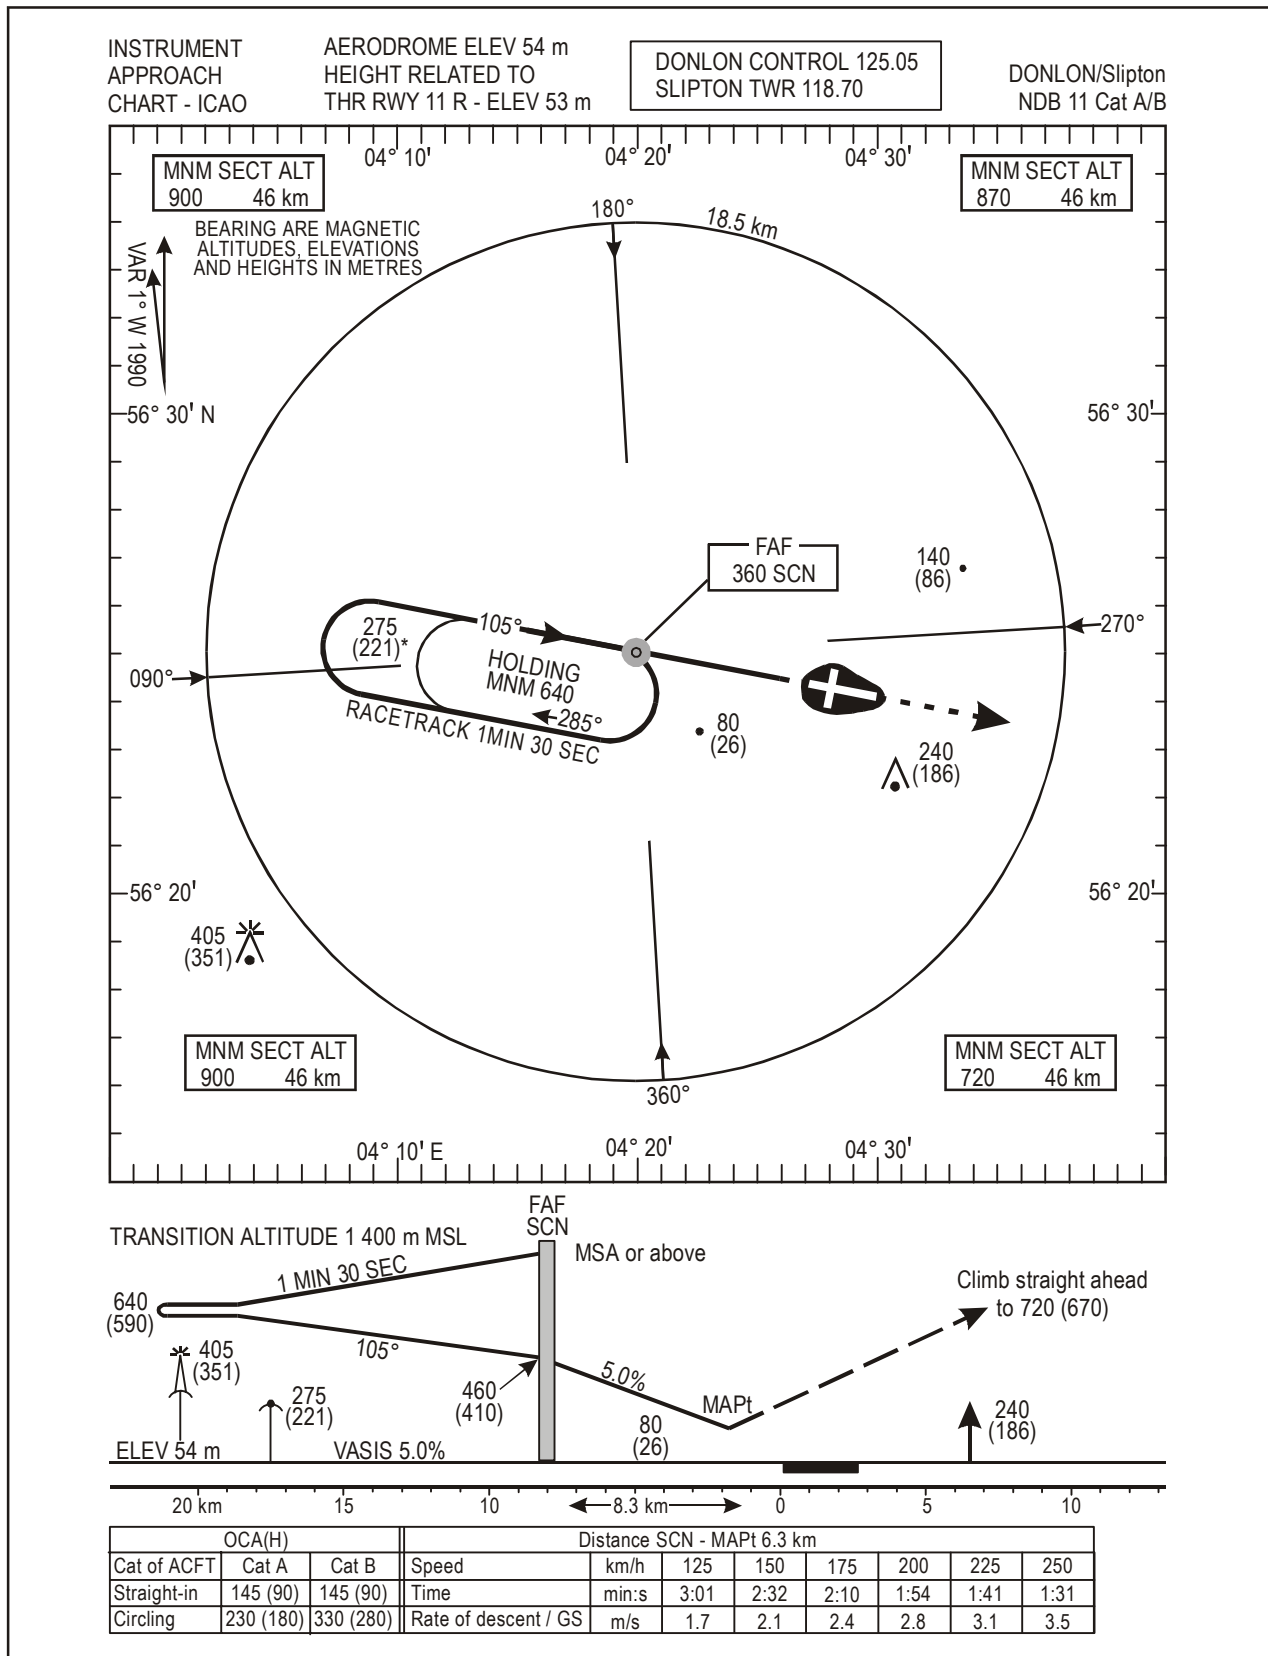 INSTRUMENT
APPROACH
CHART - ICAO
AERODROME ELEV 54 m
HEIGHT RELATED TO
THR RWY 11 R - ELEV 53 m
DONLON CONTROL 125.05
SLIPTON TWR 118.70
DONLON/Slipton
NDB 11 Cat A/B
04° 10'
04° 20'
04° 30'
MNM SECT ALT
900 46 km
MNM SECT ALT
870 46 km
BEARING ARE MAGNETIC
ALTITUDES, ELEVATIONS
AND HEIGHTS IN METRES
VAR 1° W 1990
180°
18.5 km
56° 30' N
56° 30'
FAF
360 SCN
140
(86)
105°
270°
275
(221)*
HOLDING
MNM 640
090°
285°
RACETRACK 1MIN 30 SEC
80
(26)
240
(186)
56° 20'
56° 20'
405
(351)
MNM SECT ALT
900 46 km
MNM SECT ALT
720 46 km
360°
04° 10' E
04° 20'
04° 30'
FAF
SCN
TRANSITION ALTITUDE 1 400 m MSL
MSA or above
1 MIN 30 SEC
Climb straight ahead
to 720 (670)
640
(590)
105°
405
(351)
5.0%
460
(410)
275
(221)
MAPt
80
(26)
240
(186)
ELEV 54 m
VASIS 5.0%
20 km 15 10 8.3 km 0 5 10
OCA(H) Distance SCN - MAPt 6.3 km
Cat of ACFT Cat A Cat B Speed km/h 125 150 175 200 225 250
Straight-in 145 (90) 145 (90) Time min:s 3:01 2:32 2:10 1:54 1:41 1:31
Circling 230 (180) 330 (280) Rate of descent / GS m/s 1.7 2.1 2.4 2.8 3.1 3.5